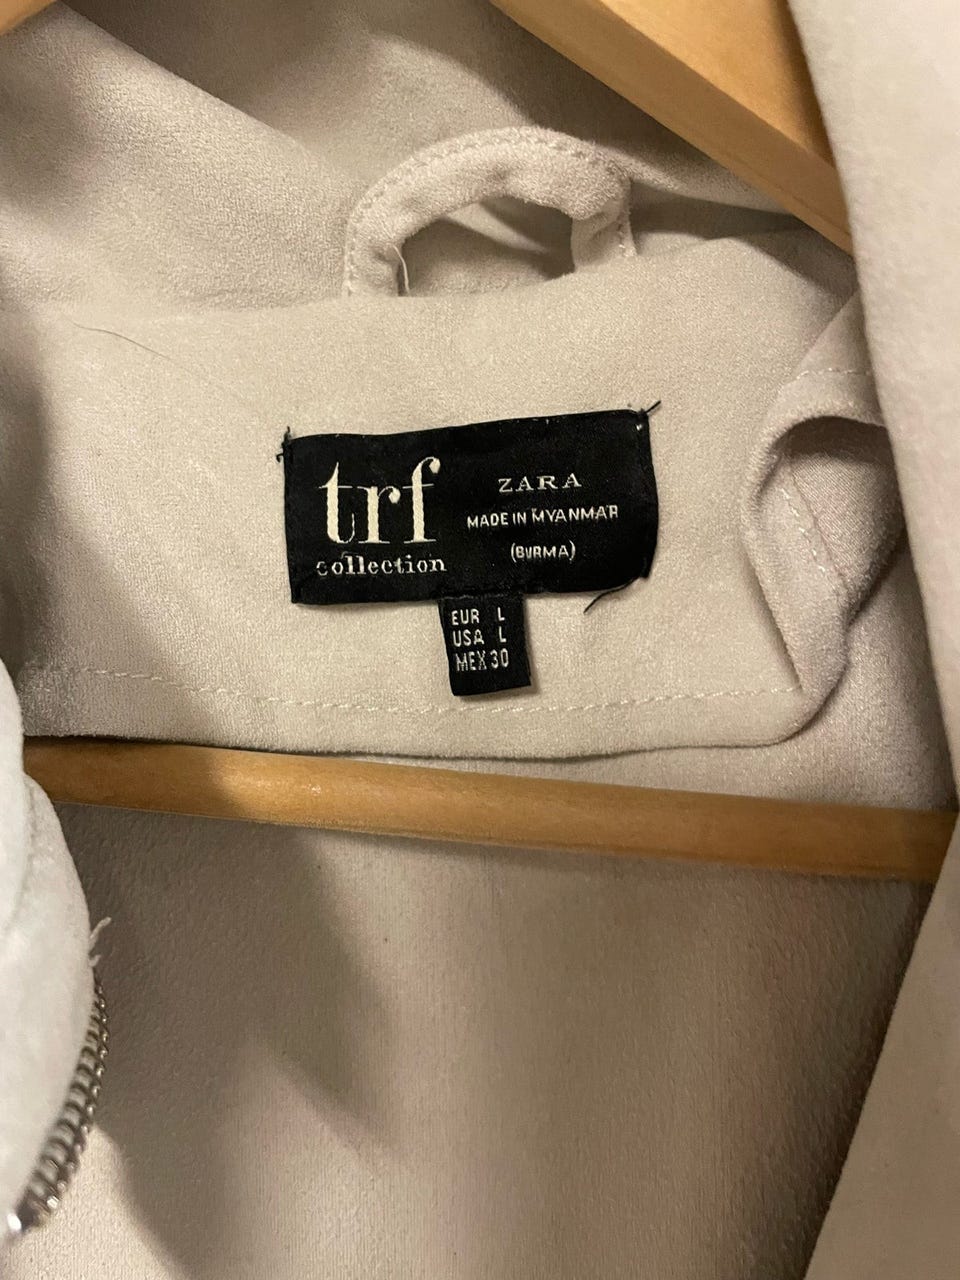 trf
collection
ZARA
MADE IN MYANMAR
(BURMA)
EUR L
USA L
MEX 30